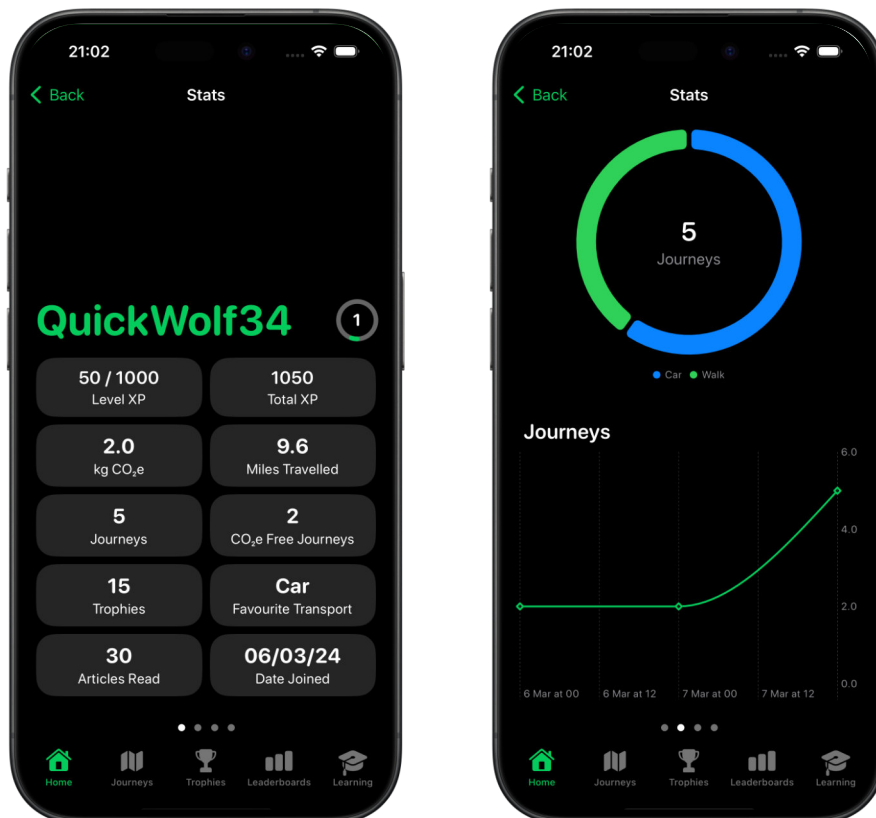 21:02
Back
Stats
QuickWolf34
1
50 / 1000
Level XP
1050
Total XP
2.0
kg CO₂e
9.6
Miles Travelled
5
Journeys
2
CO₂e Free Journeys
15
Trophies
Car
Favourite Transport
30
Articles Read
06/03/24
Date Joined
Home
Journeys
Trophies
Leaderboards
Learning
21:02
Back
Stats
5
Journeys
Car
Walk
Journeys
6.0
4.0
2.0
0.0
6 Mar at 00
6 Mar at 12
7 Mar at 00
7 Mar at 12
Home
Journeys
Trophies
Leaderboards
Learning